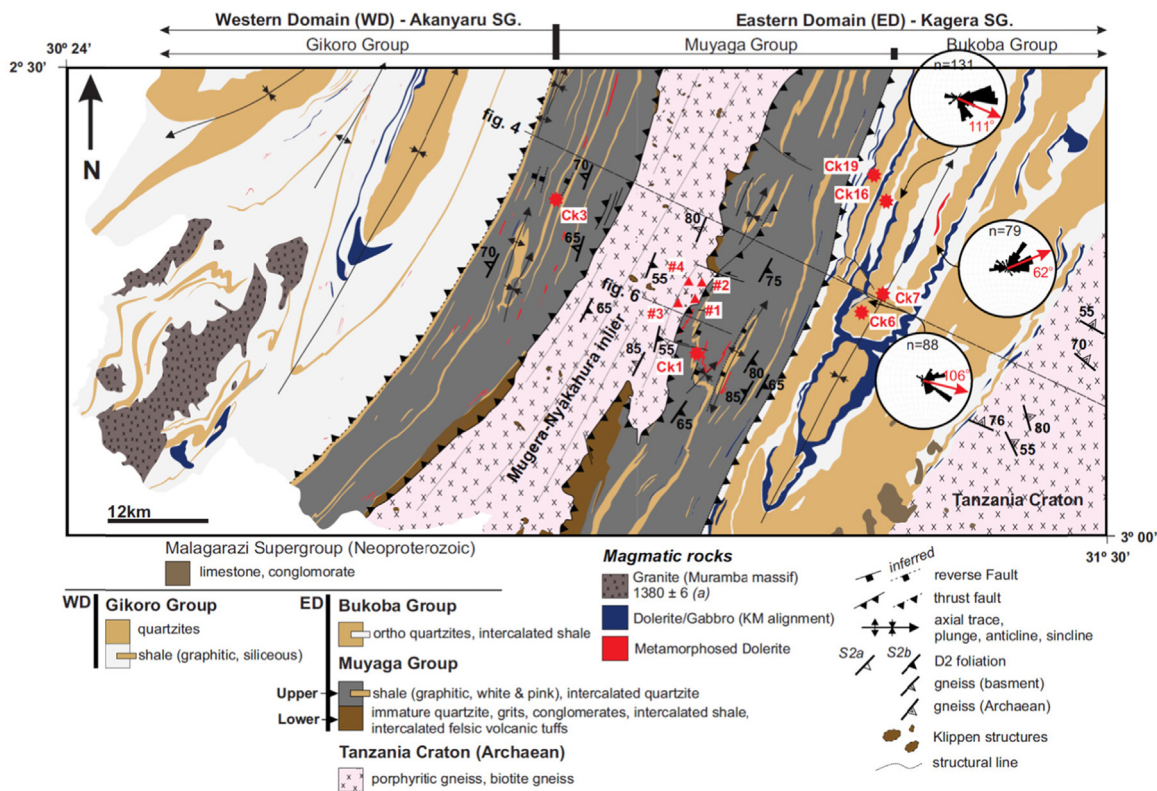 Western Domain (WD) - Akanyaru SG.
Eastern Domain (ED) - Kagera SG.
30º 24'
Gikoro Group
Muyaga Group
Bukoba Group
2º 30'
n=131
111°
fig. 4
N
70
Ck19
Ck16
Ck3
80
n=79
62°
65
70
#4
55
#2
75
fig. 6
65
#3
#1
Ck7
Ck6
55
70
85
55
Ck1
n=88
106°
80
65
85
65
76
80
55
Mugera-Nyakahura inlier
Tanzania Craton
12km
3º 00'
31º 30'
Malagarazi Supergroup (Neoproterozoic)
limestone, conglomorate
WD
Gikoro Group
quartzites
shale (graphitic, siliceous)
ED
Bukoba Group
ortho quartzites, intercalated shale
Muyaga Group
Upper
shale (graphitic, white & pink), intercalated quartzite
Lower
immature quartzite, grits, conglomerates, intercalated shale,
intercalated felsic volcanic tuffs
Tanzania Craton (Archaean)
porphyritic gneiss, biotite gneiss
Magmatic rocks
Granite (Muramba massif)
1380 ± 6 (a)
Dolerite/Gabbro (KM alignment)
Metamorphosed Dolerite
inferred
reverse Fault
thrust fault
axial trace,
plunge, anticline, sincline
S2a
S2b
D2 foliation
gneiss (basment)
gneiss (Archaean)
Klippen structures
structural line